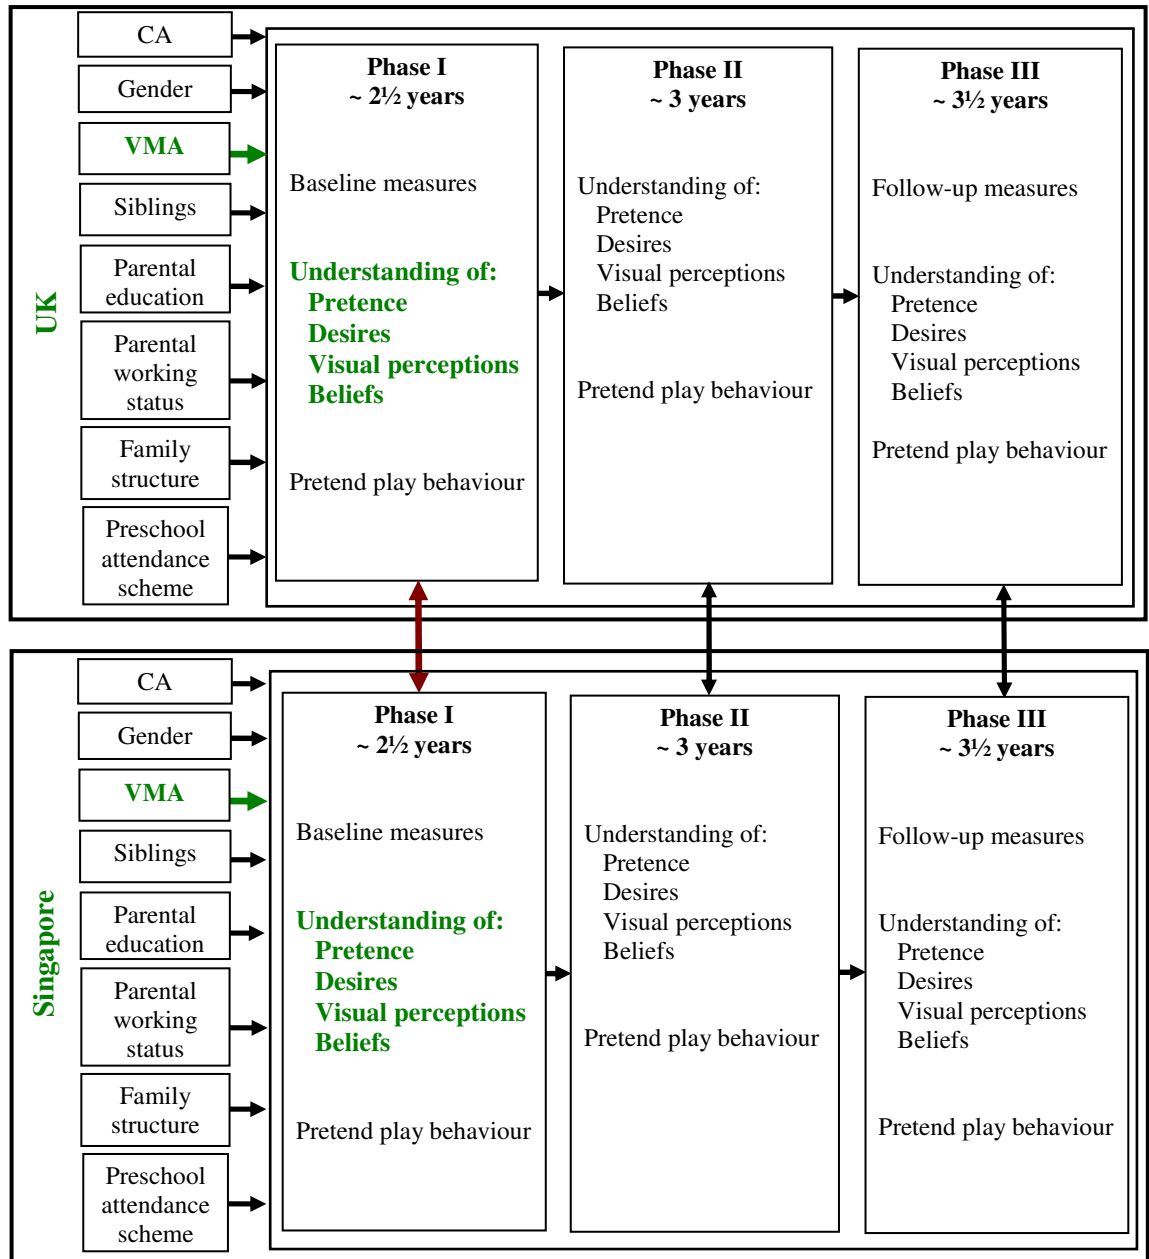 UK
CA
Gender
VMA
Siblings
Parental
education
Parental
working
status
Family
structure
Preschool
attendance
scheme
Phase I
~ 2½ years
Baseline measures
Understanding of:
Pretence
Desires
Visual perceptions
Beliefs
Pretend play behaviour
Phase II
~ 3 years
Understanding of:
Pretence
Desires
Visual perceptions
Beliefs
Pretend play behaviour
Phase III
~ 3½ years
Follow-up measures
Understanding of:
Pretence
Desires
Visual perceptions
Beliefs
Pretend play behaviour
Singapore
CA
Gender
VMA
Siblings
Parental
education
Parental
working
status
Family
structure
Preschool
attendance
scheme
Phase I
~ 2½ years
Baseline measures
Understanding of:
Pretence
Desires
Visual perceptions
Beliefs
Pretend play behaviour
Phase II
~ 3 years
Understanding of:
Pretence
Desires
Visual perceptions
Beliefs
Pretend play behaviour
Phase III
~ 3½ years
Follow-up measures
Understanding of:
Pretence
Desires
Visual perceptions
Beliefs
Pretend play behaviour